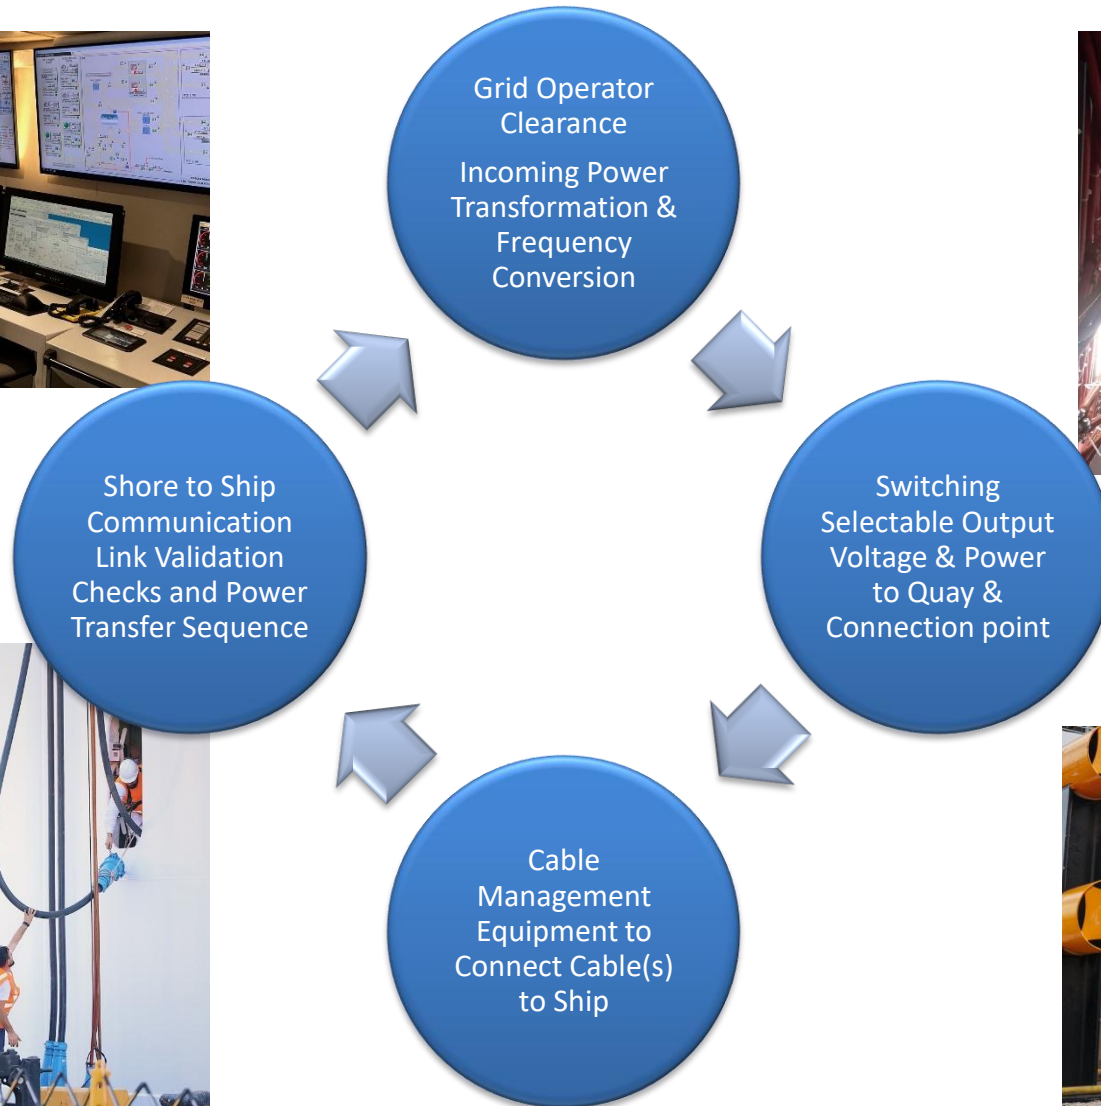 Grid Operator
Clearance
Incoming Power
Transformation &
Frequency
Conversion
Switching
Selectable Output
Voltage & Power
to Quay &
Connection point
Cable
Management
Equipment to
Connect Cable(s)
to Ship
Shore to Ship
Communication
Link Validation
Checks and Power
Transfer Sequence